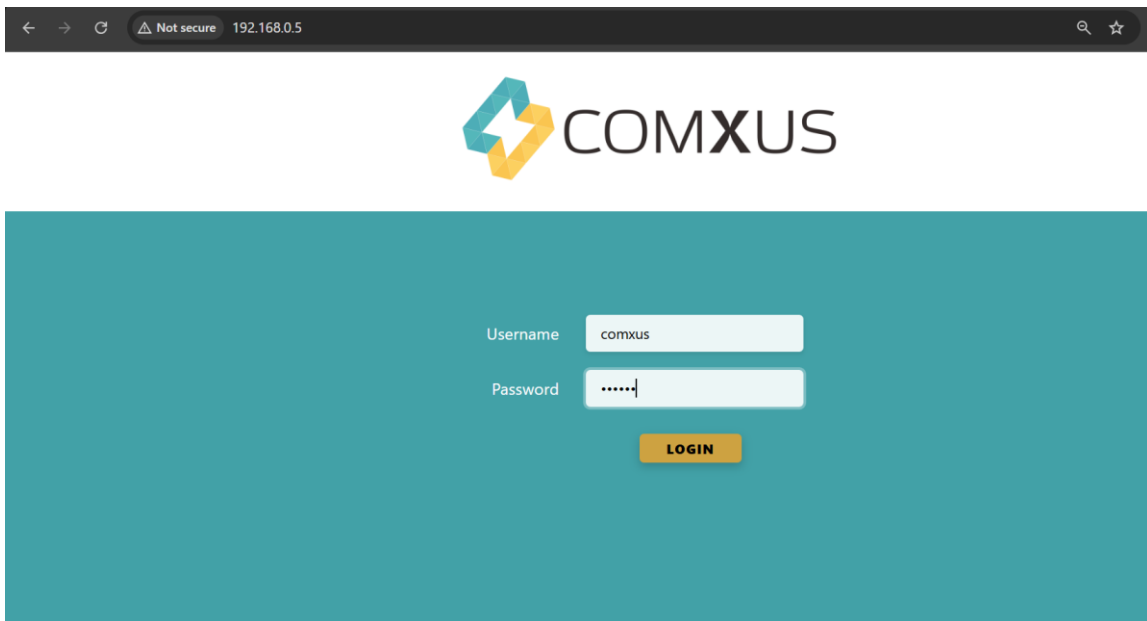 Not secure 192.168.0.5
COMXUS
Username comxus
Password ••••••
LOGIN